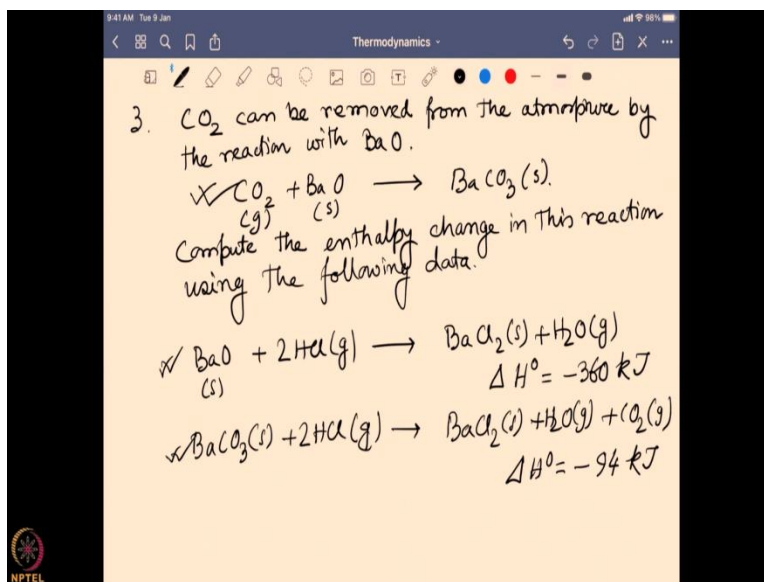 9:41 AM Tue 9 Jan
98%
Thermodynamics
3. CO2 can be removed from the atmosphere by
the reaction with BaO.
CO2 + BaO → BaCO3 (s).
(g) (s)
Compute the enthalpy change in this reaction
using the following data.
BaO + 2HCl(g) → BaCl2(s) + H2O(g)
(s) ΔH° = -360 kJ
BaCO3(s) + 2HCl(g) → BaCl2(s) + H2O(g) + CO2(g)
ΔH° = -94 kJ
NPTEL